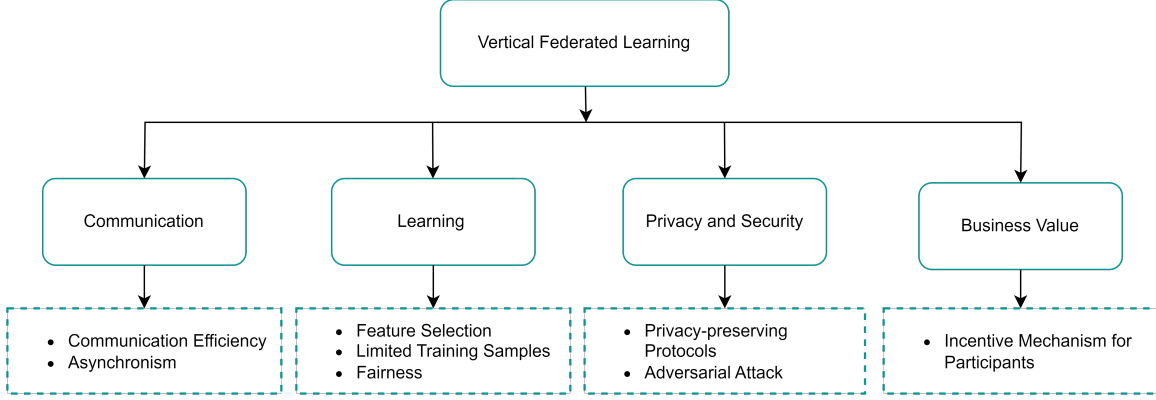 Vertical Federated Learning
Communication
Learning
Privacy and Security
Business Value
• Communication Efficiency
• Asynchronism
• Feature Selection
• Limited Training Samples
• Fairness
• Privacy-preserving
Protocols
• Adversarial Attack
• Incentive Mechanism for
Participants